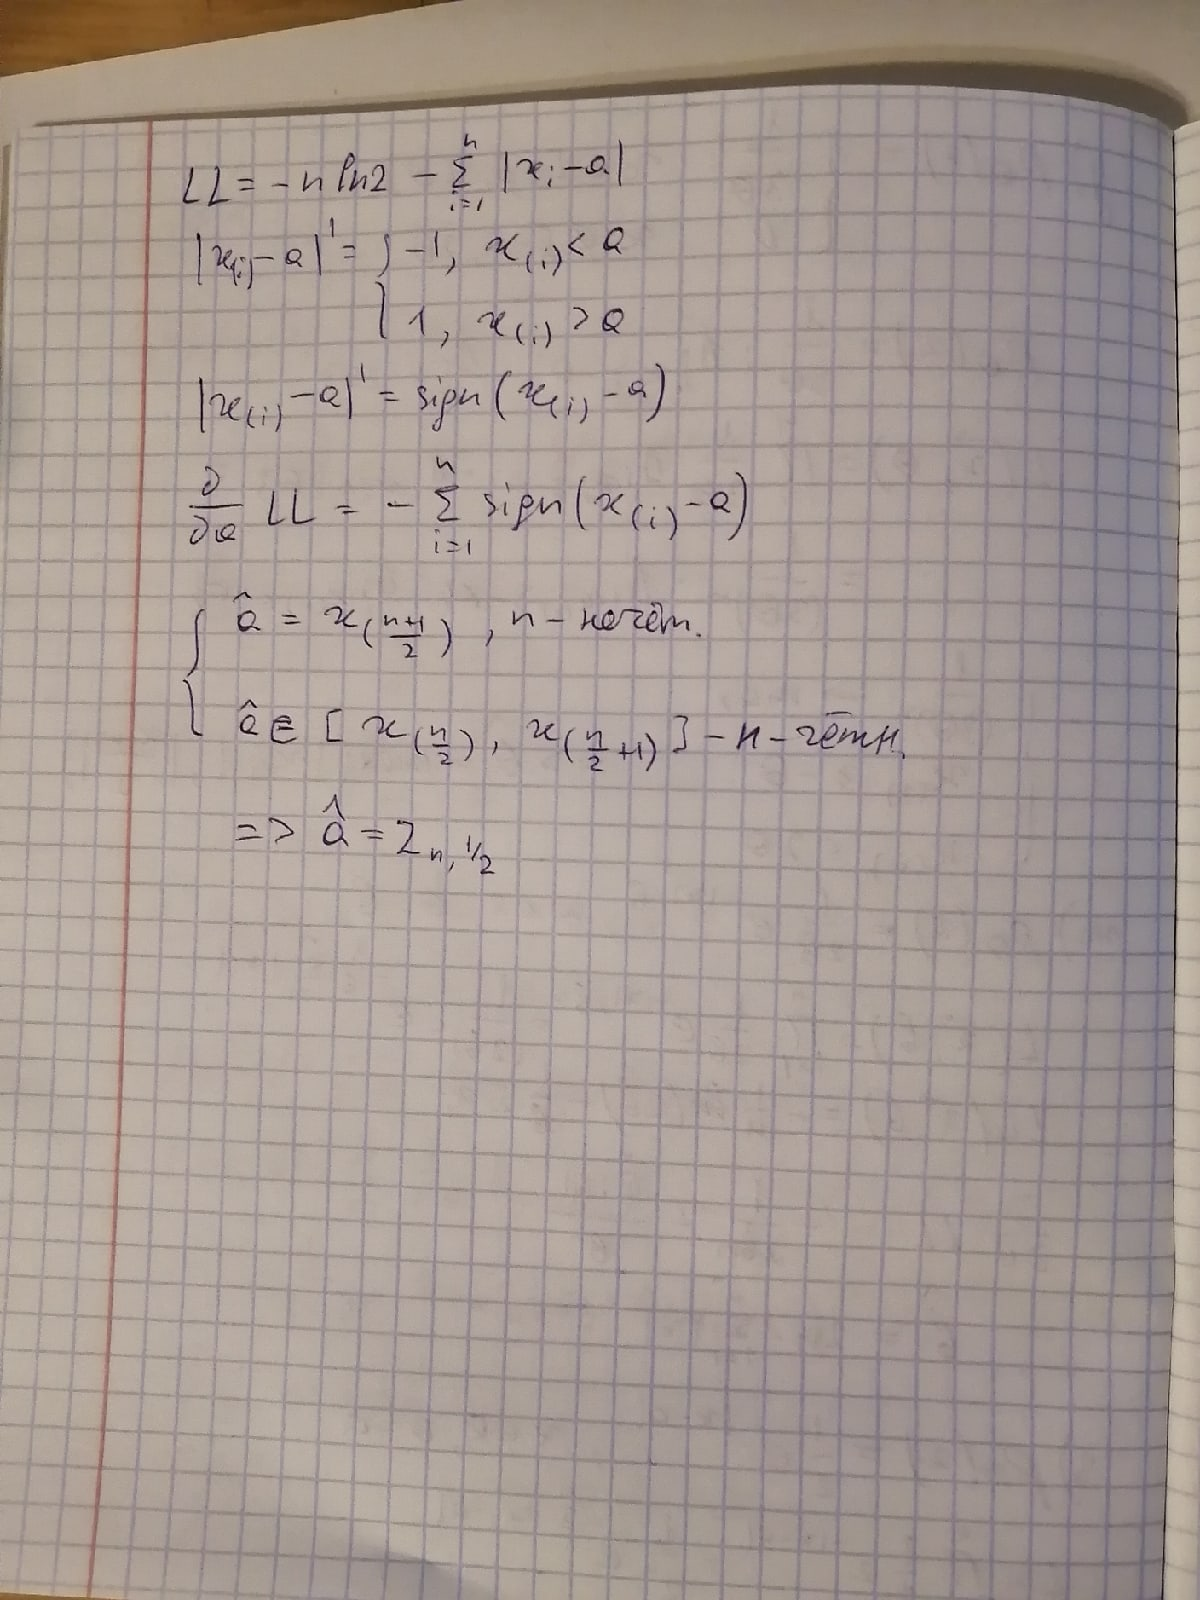 LL = -n ln2 - Σ_{i=1}^{n} |x_i - a|
|x_(i) - a|' = { -1, x_(i) < a
1, x_(i) > a
|x_(i) - a|' = sign(x_(i) - a)
∂/∂a LL = - Σ_{i=1}^{n} sign(x_(i) - a)
{ â = x_((n+1)/2), n - нечёт.
â ∈ [x_(n/2), x_(n/2 +1)] - n - чётн.
=> â = Z_{n, 1/2}